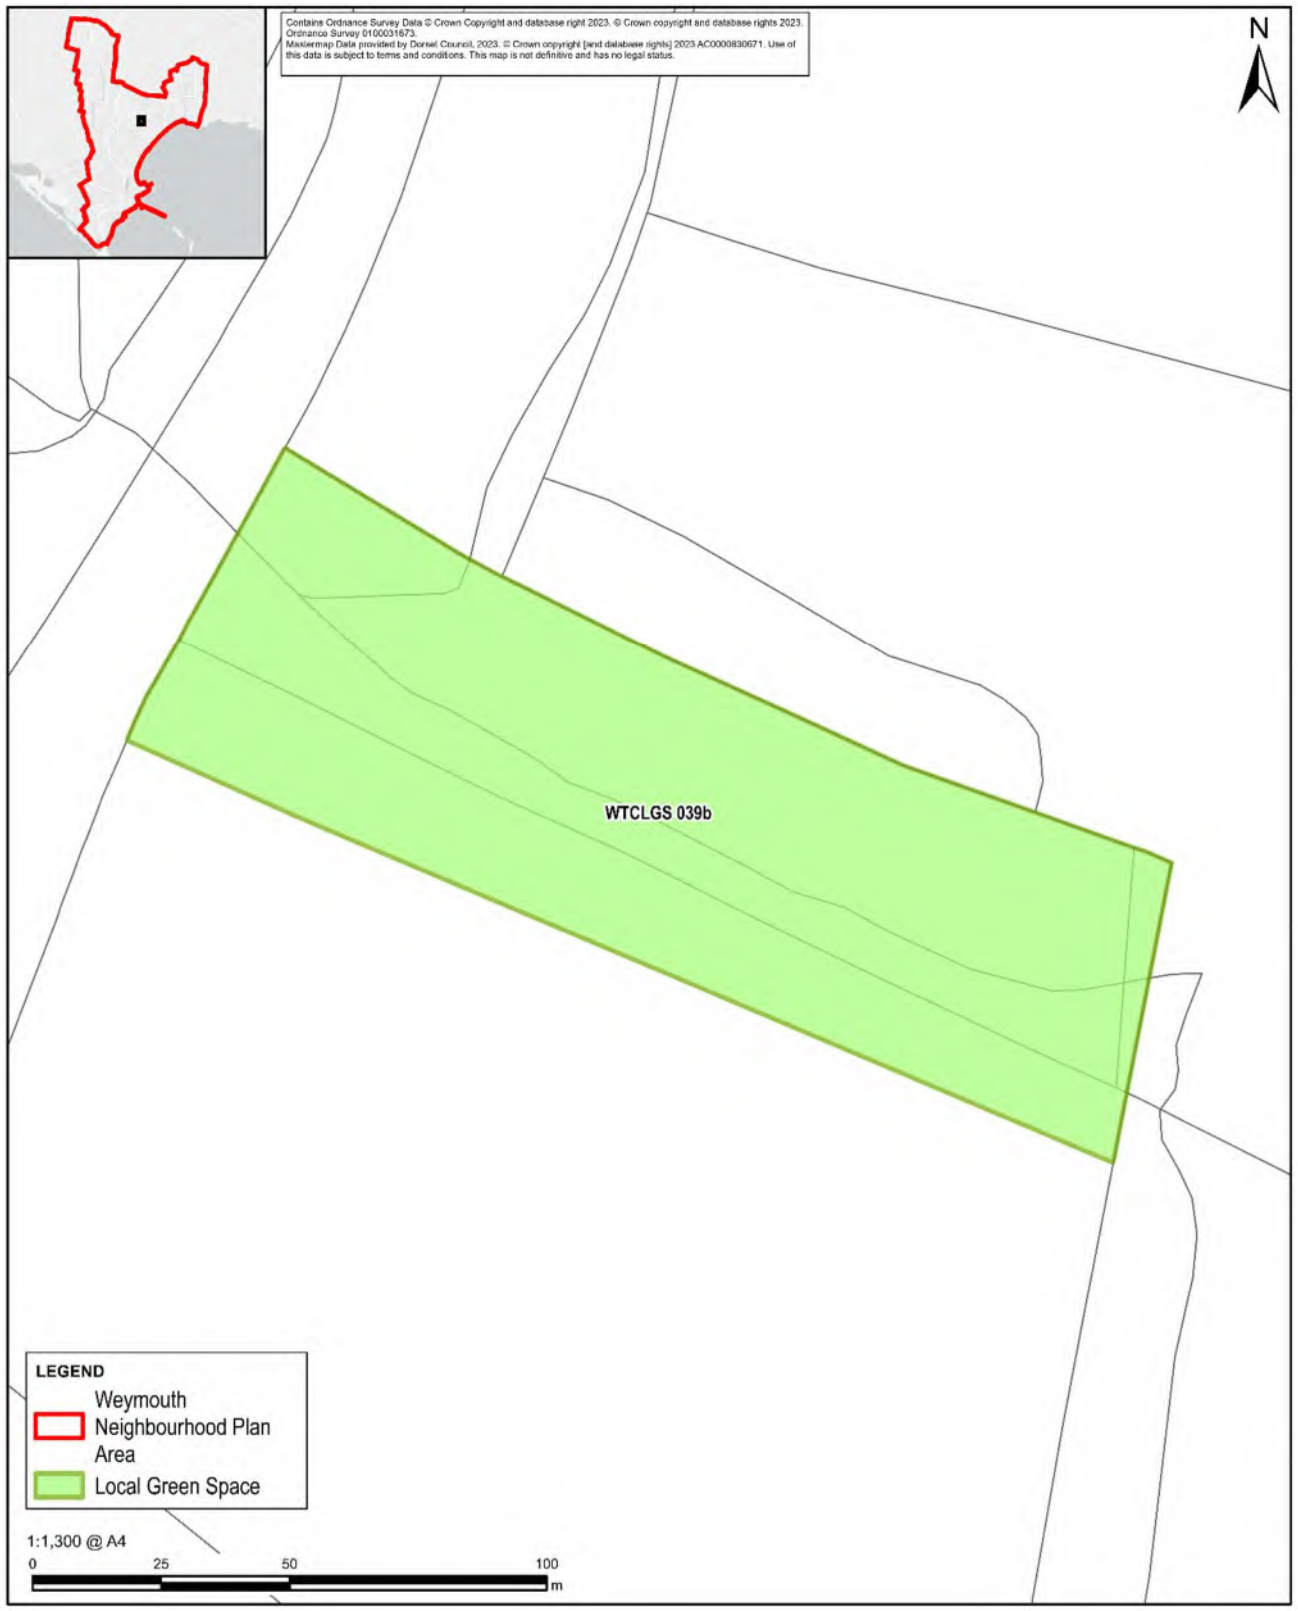 Contains Ordnance Survey Data © Crown Copyright and database right 2023. © Crown copyright and database rights 2023.
Ordnance Survey 0100031673.
Mastermap Data provided by Dorset Council, 2023. © Crown copyright [and database rights] 2023 AC0000830671. Use of
this data is subject to terms and conditions. This map is not definitive and has no legal status.
N
WTCLGS 039b
LEGEND
Weymouth
Neighbourhood Plan
Area
Local Green Space
1:1,300 @ A4
0 25 50 100
m